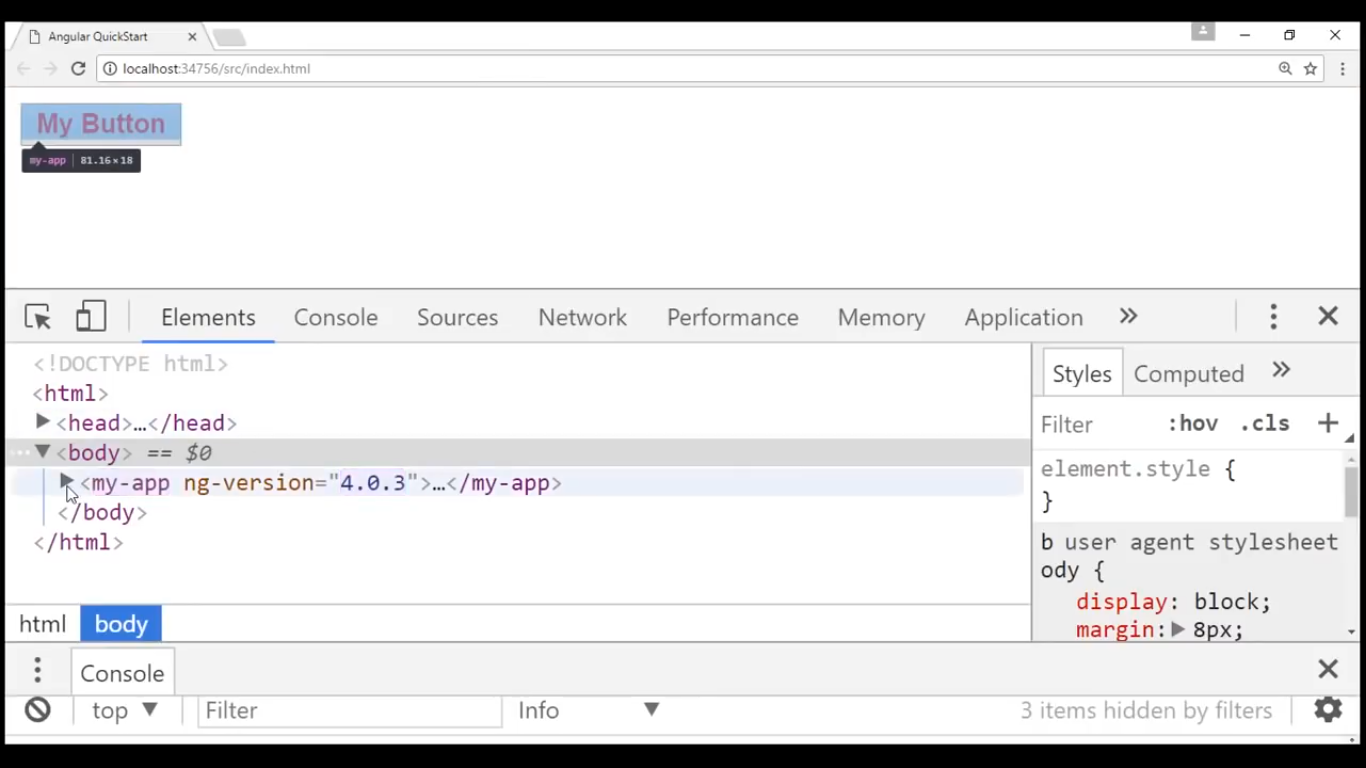 Angular QuickStart
localhost:34756/src/index.html
My Button
my-app | 81.16×18
Elements Console Sources Network Performance Memory Application »
<!DOCTYPE html>
<html>
<head>…</head>
<body> == $0
<my-app ng-version="4.0.3">…</my-app>
</body>
</html>
html body
Styles Computed »
Filter :hov .cls +
element.style {
}
b user agent stylesheet
ody {
display: block;
margin: 8px;
Console
top Filter Info 3 items hidden by filters